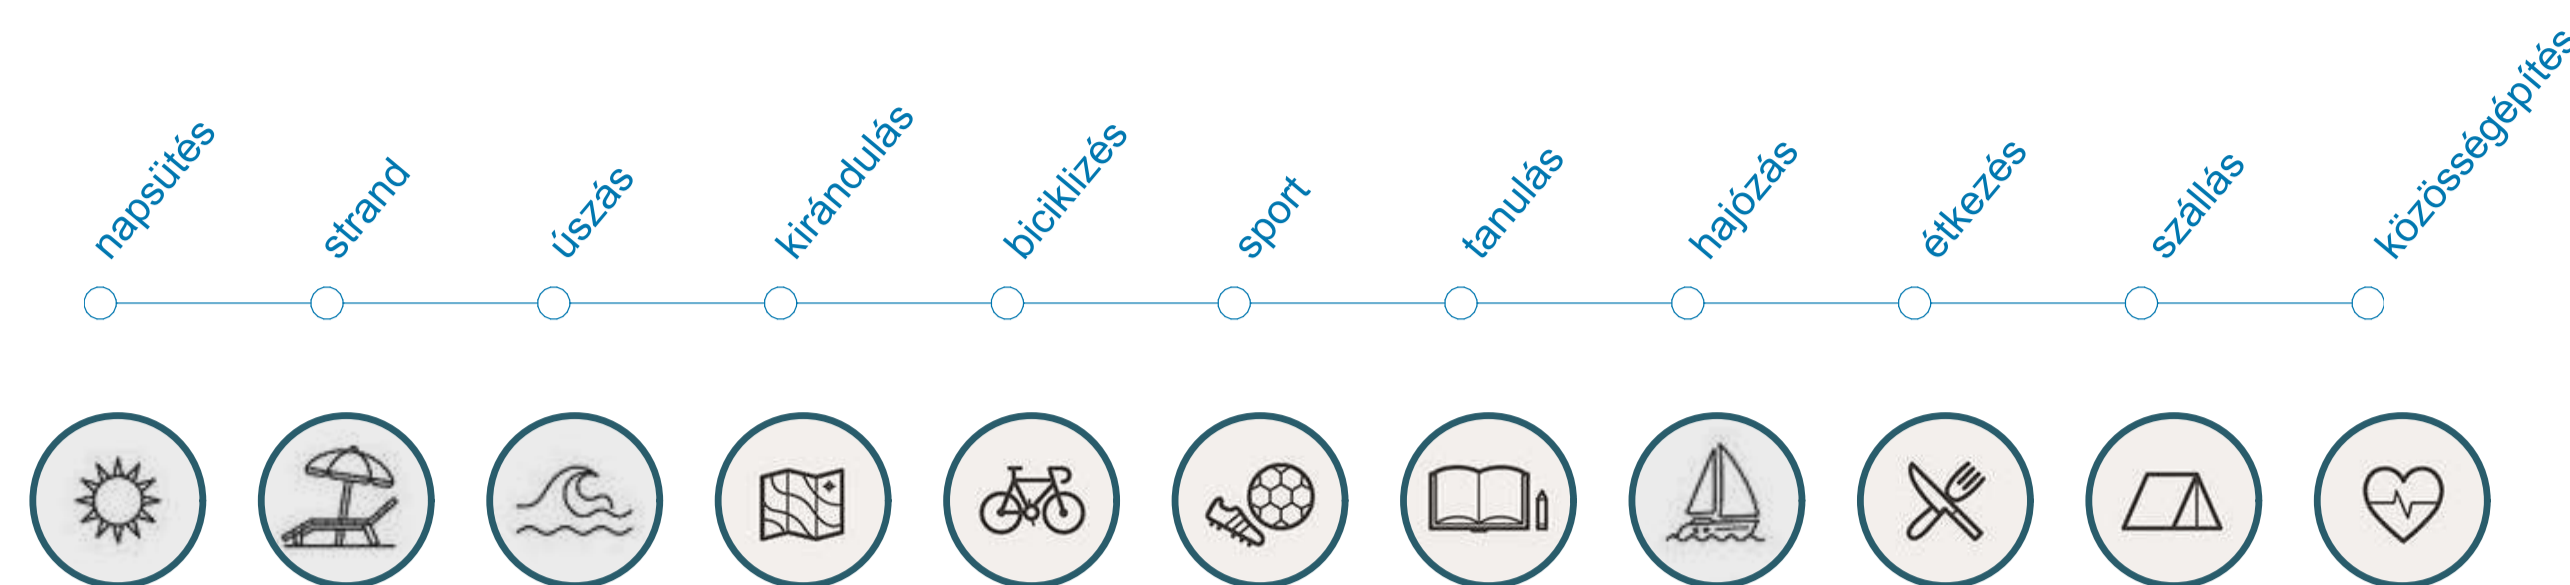 napsütés
strand
úszás
kirándulás
biciklizés
sport
tanulás
hajózás
étkezés
szállás
közösségépítés